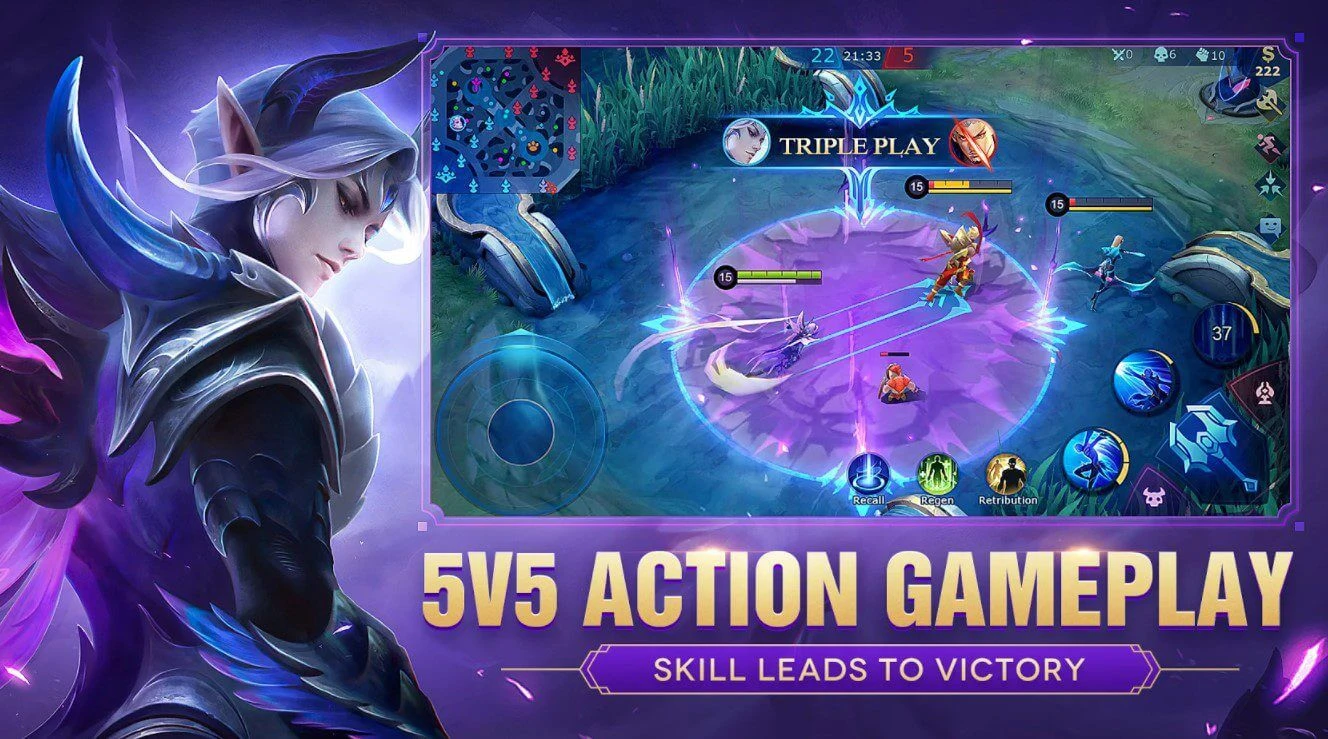 22 21:33 5
0 6 10 $
222
TRIPLE PLAY
15
15
15
37
Recall Regen Retribution
5V5 ACTION GAMEPLAY
SKILL LEADS TO VICTORY